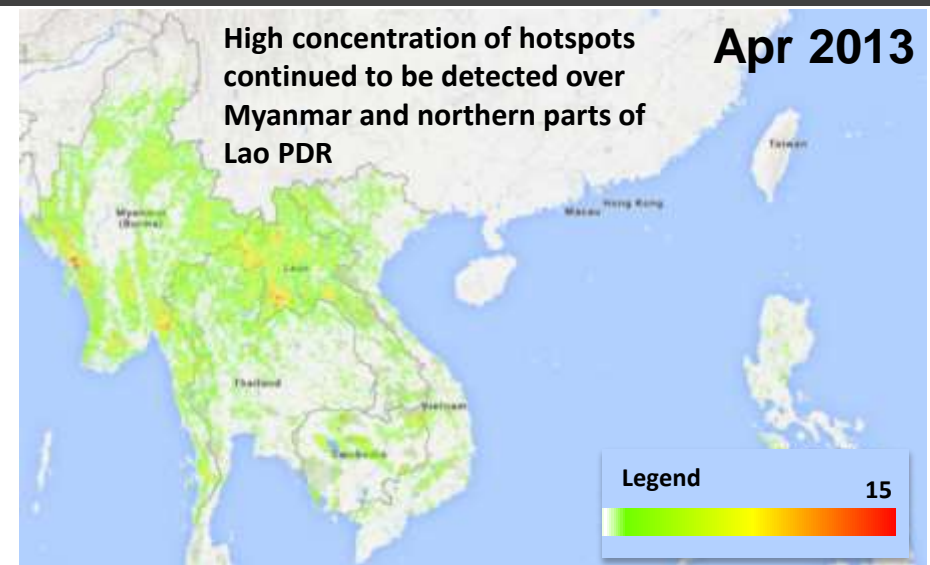 High concentration of hotspots
continued to be detected over
Myanmar and northern parts of
Lao PDR
Apr 2013
Taiwan
Hong Kong
Macau
Myanmar
(Burma)
Laos
Thailand
Vietnam
Cambodia
Legend
15